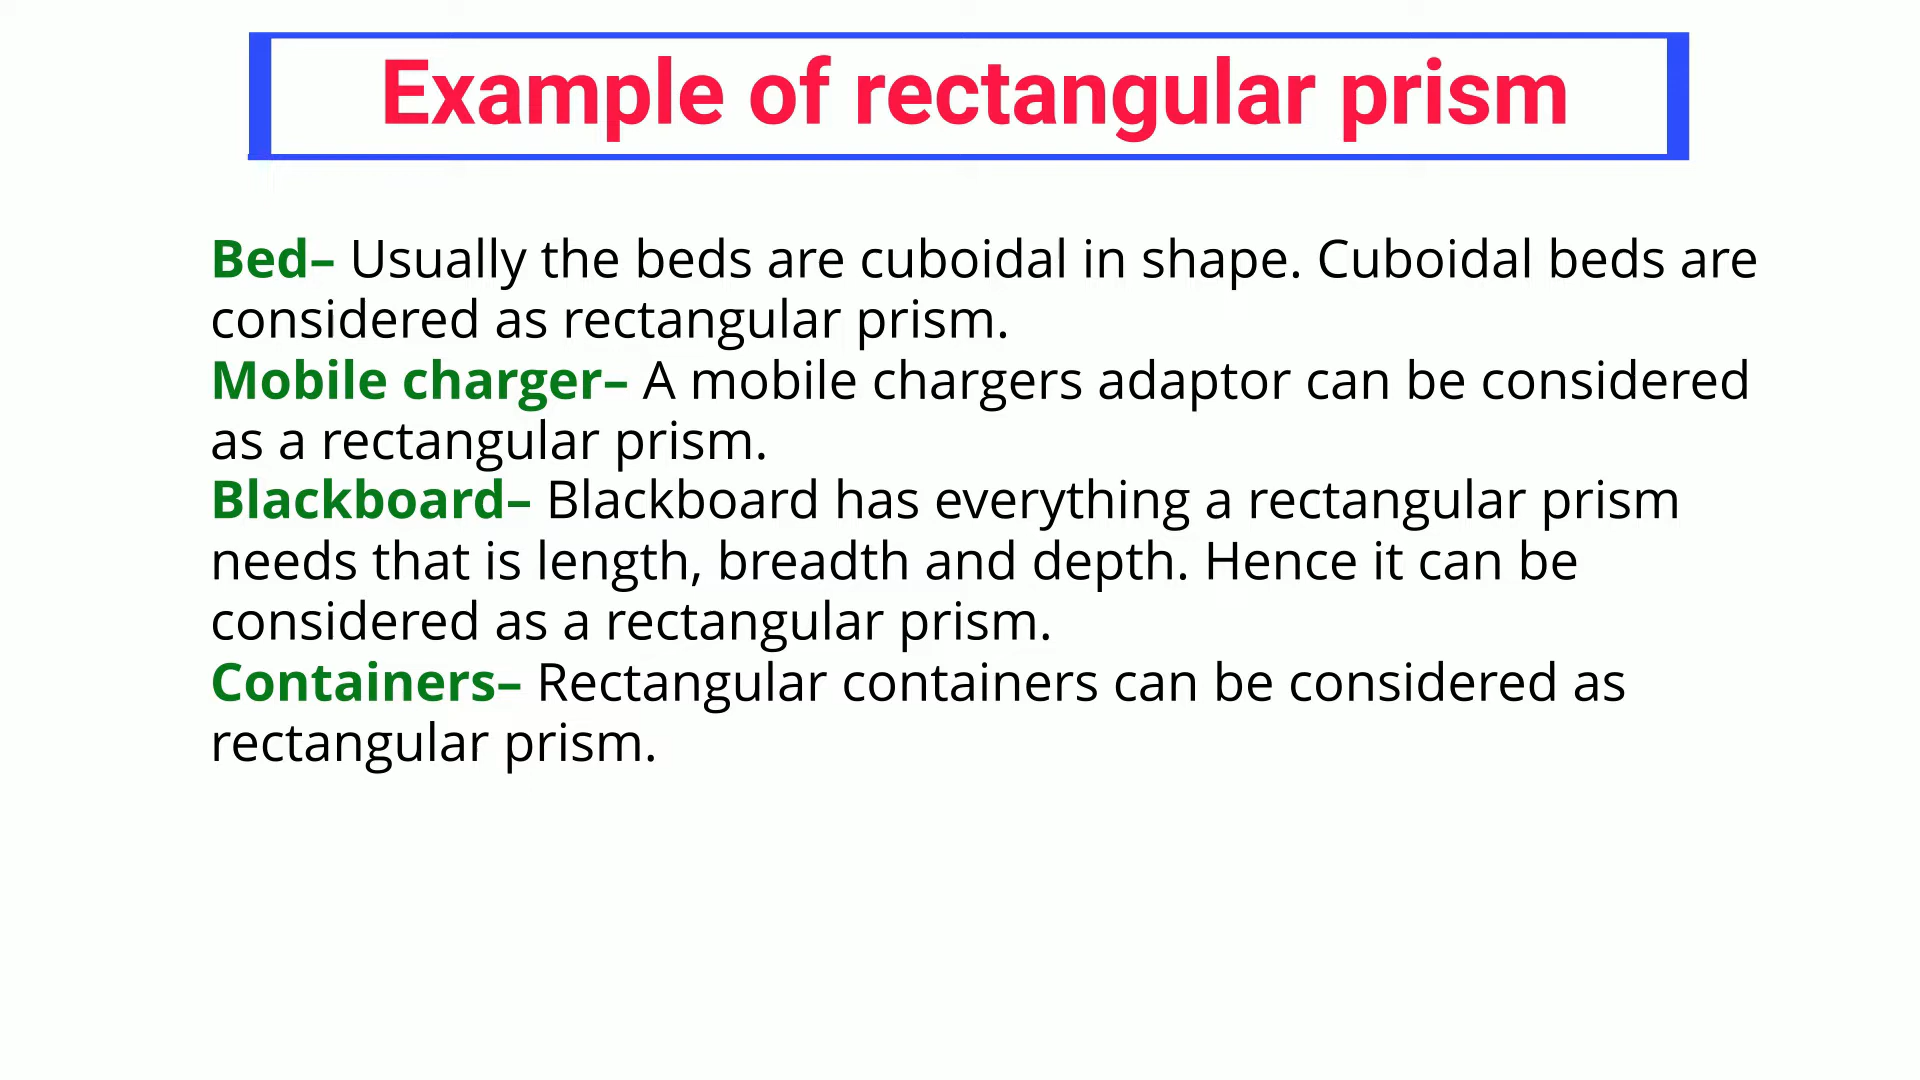 Example of rectangular prism
Bed– Usually the beds are cuboidal in shape. Cuboidal beds are
considered as rectangular prism.
Mobile charger– A mobile chargers adaptor can be considered
as a rectangular prism.
Blackboard– Blackboard has everything a rectangular prism
needs that is length, breadth and depth. Hence it can be
considered as a rectangular prism.
Containers– Rectangular containers can be considered as
rectangular prism.